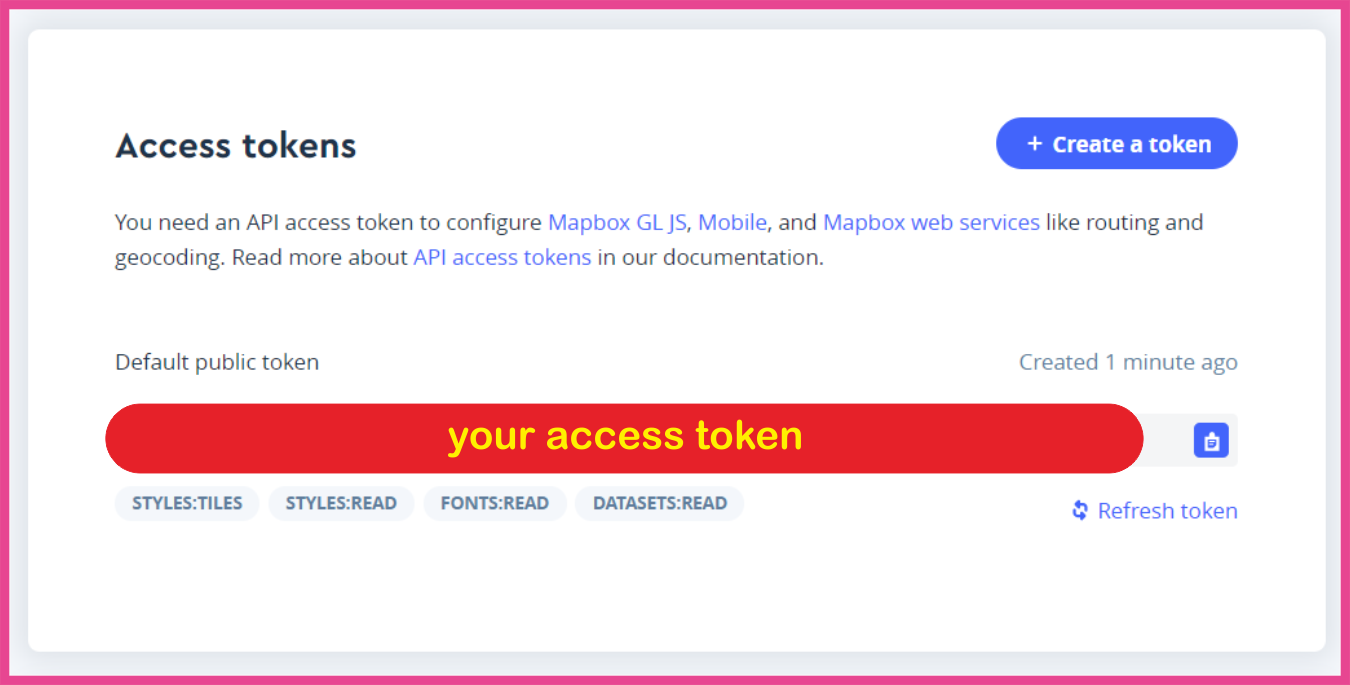 Access tokens
+ Create a token
You need an API access token to configure Mapbox GL JS, Mobile, and Mapbox web services like routing and
geocoding. Read more about API access tokens in our documentation.
Default public token
Created 1 minute ago
your access token
STYLES:TILES STYLES:READ FONTS:READ DATASETS:READ
Refresh token